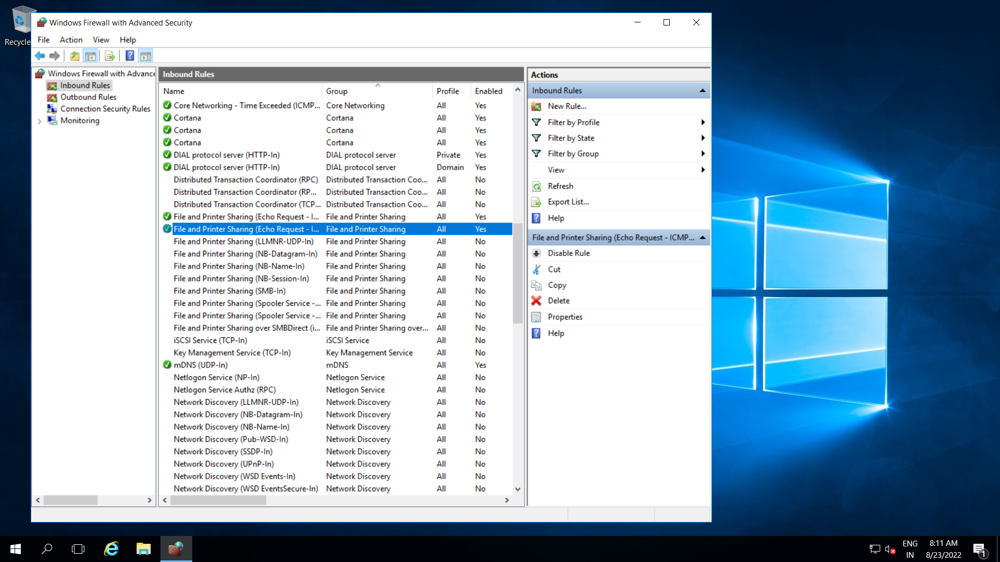 Recycle
Windows Firewall with Advanced Security
File Action View Help
Windows Firewall with Advance
Inbound Rules
Outbound Rules
Connection Security Rules
Monitoring
Inbound Rules
Name Group Profile Enabled
Core Networking - Time Exceeded (ICMP... Core Networking All Yes
Cortana Cortana All Yes
Cortana Cortana All Yes
Cortana Cortana All Yes
DIAL protocol server (HTTP-In) DIAL protocol server Private Yes
DIAL protocol server (HTTP-In) DIAL protocol server Domain Yes
Distributed Transaction Coordinator (RPC) Distributed Transaction Coo... All No
Distributed Transaction Coordinator (RP... Distributed Transaction Coo... All No
Distributed Transaction Coordinator (TCP... Distributed Transaction Coo... All No
File and Printer Sharing (Echo Request - I... File and Printer Sharing All Yes
File and Printer Sharing (Echo Request - I... File and Printer Sharing All Yes
File and Printer Sharing (LLMNR-UDP-In) File and Printer Sharing All No
File and Printer Sharing (NB-Datagram-In) File and Printer Sharing All No
File and Printer Sharing (NB-Name-In) File and Printer Sharing All No
File and Printer Sharing (NB-Session-In) File and Printer Sharing All No
File and Printer Sharing (SMB-In) File and Printer Sharing All No
File and Printer Sharing (Spooler Service -... File and Printer Sharing All No
File and Printer Sharing (Spooler Service -... File and Printer Sharing All No
File and Printer Sharing over SMBDirect (i... File and Printer Sharing over... All No
iSCSI Service (TCP-In) iSCSI Service All No
Key Management Service (TCP-In) Key Management Service All No
mDNS (UDP-In) mDNS All Yes
Netlogon Service (NP-In) Netlogon Service All No
Netlogon Service Authz (RPC) Netlogon Service All No
Network Discovery (LLMNR-UDP-In) Network Discovery All No
Network Discovery (NB-Datagram-In) Network Discovery All No
Network Discovery (NB-Name-In) Network Discovery All No
Network Discovery (Pub-WSD-In) Network Discovery All No
Network Discovery (SSDP-In) Network Discovery All No
Network Discovery (UPnP-In) Network Discovery All No
Network Discovery (WSD Events-In) Network Discovery All No
Network Discovery (WSD EventsSecure-In) Network Discovery All No
Actions
Inbound Rules
New Rule...
Filter by Profile
Filter by State
Filter by Group
View
Refresh
Export List...
Help
File and Printer Sharing (Echo Request - ICMP...
Disable Rule
Cut
Copy
Delete
Properties
Help
ENG
IN
8:11 AM
8/23/2022
1